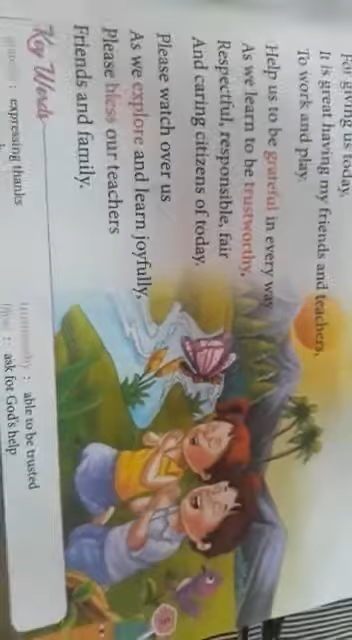 For giving us today,
It is great having my friends and teachers,
To work and play.
Help us to be grateful in every way
As we learn to be trustworthy,
Respectful, responsible, fair
And caring citizens of today.
Please watch over us
As we explore and learn joyfully,
Please bless our teachers
Friends and family.
Key Words
: expressing thanks
: able to be trusted
: ask for God's help